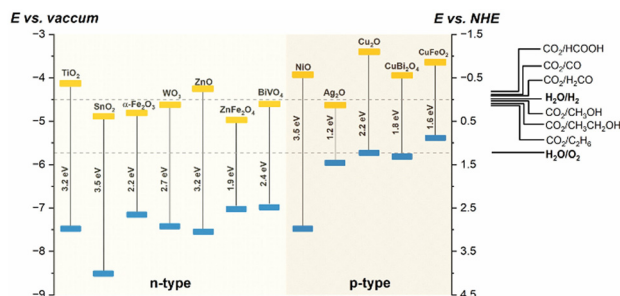 E vs. vaccum
E vs. NHE
-3
-4
-5
-6
-7
-8
-9
TiO2
SnO2
α-Fe2O3
WO3
ZnO
ZnFe2O4
BiVO4
NiO
Ag2O
Cu2O
CuBi2O4
CuFeO2
3.2 eV
3.5 eV
2.2 eV
2.7 eV
3.2 eV
1.9 eV
2.4 eV
3.5 eV
1.2 eV
2.2 eV
1.8 eV
1.6 eV
n-type
p-type
-1.5
-0.5
0.5
1.5
2.5
3.5
4.5
CO2/HCOOH
CO2/CO
CO2/H2CO
H2O/H2
CO2/CH3OH
CO2/CH3CH2OH
CO2/C2H6
H2O/O2